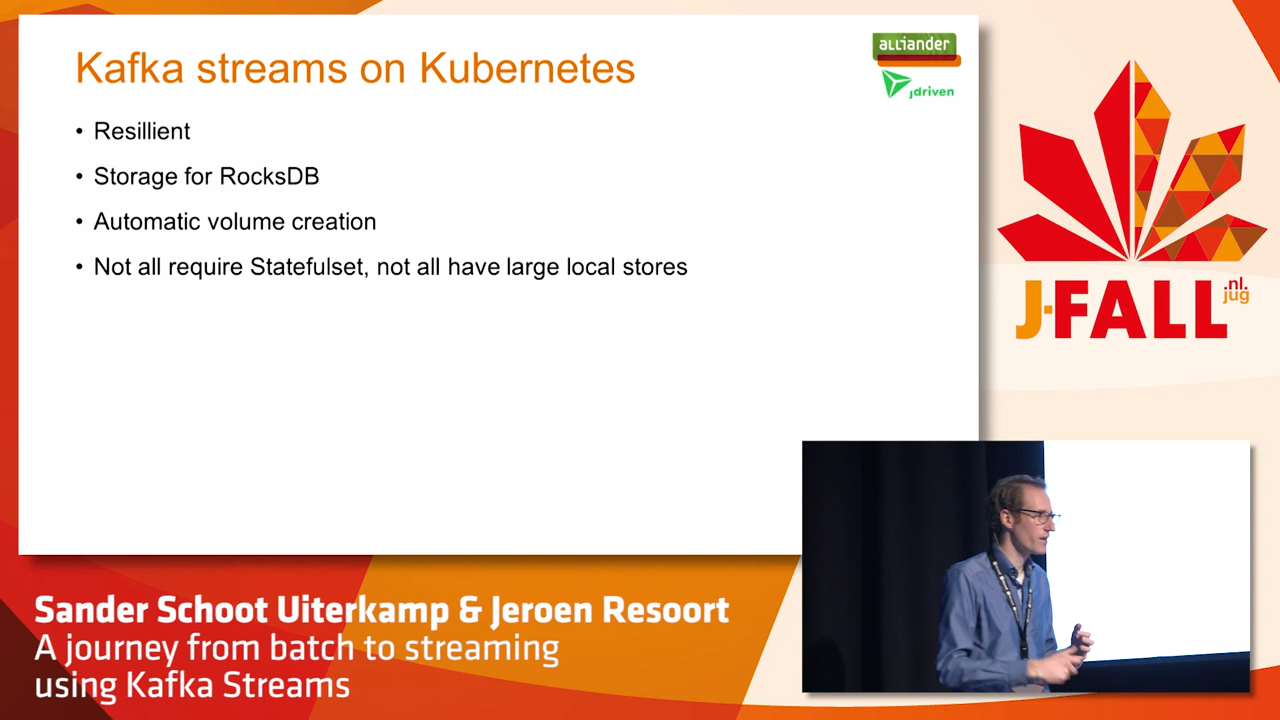 Kafka streams on Kubernetes
alliander
jdriven
• Resillient
• Storage for RocksDB
• Automatic volume creation
• Not all require Statefulset, not all have large local stores
J-FALL
.nl.
jug
Sander Schoot Uiterkamp & Jeroen Resoort
A journey from batch to streaming
using Kafka Streams